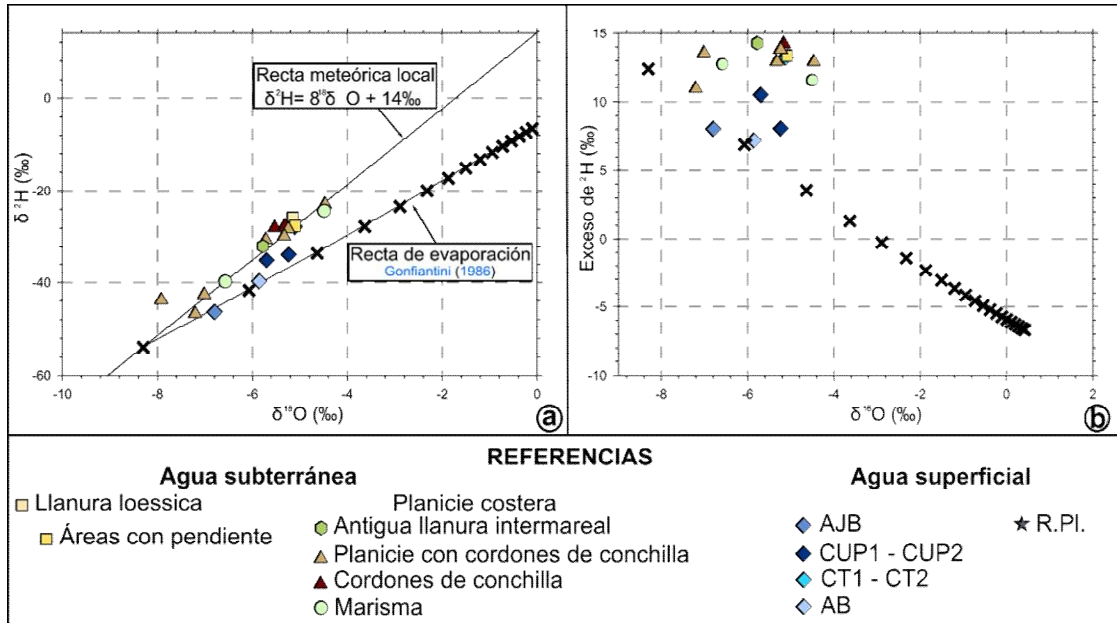 Recta meteórica local
δ²H= 8¹⁸δ O + 14‰
Recta de evaporación
Gonfiantini (1986)
δ ²H (‰)
0
-20
-40
-60
-10
-8
-6
-4
-2
0
δ¹⁸O (‰)
a
b
Exceso de ²H (‰)
15
10
5
0
-5
-10
-8
-6
-4
-2
0
2
δ¹⁸O (‰)
REFERENCIAS
Agua subterránea
Llanura loessica
Áreas con pendiente
Planicie costera
Antigua llanura intermareal
Planicie con cordones de conchilla
Cordones de conchilla
Marisma
Agua superficial
AJB
CUP1 - CUP2
CT1 - CT2
AB
R.Pl.